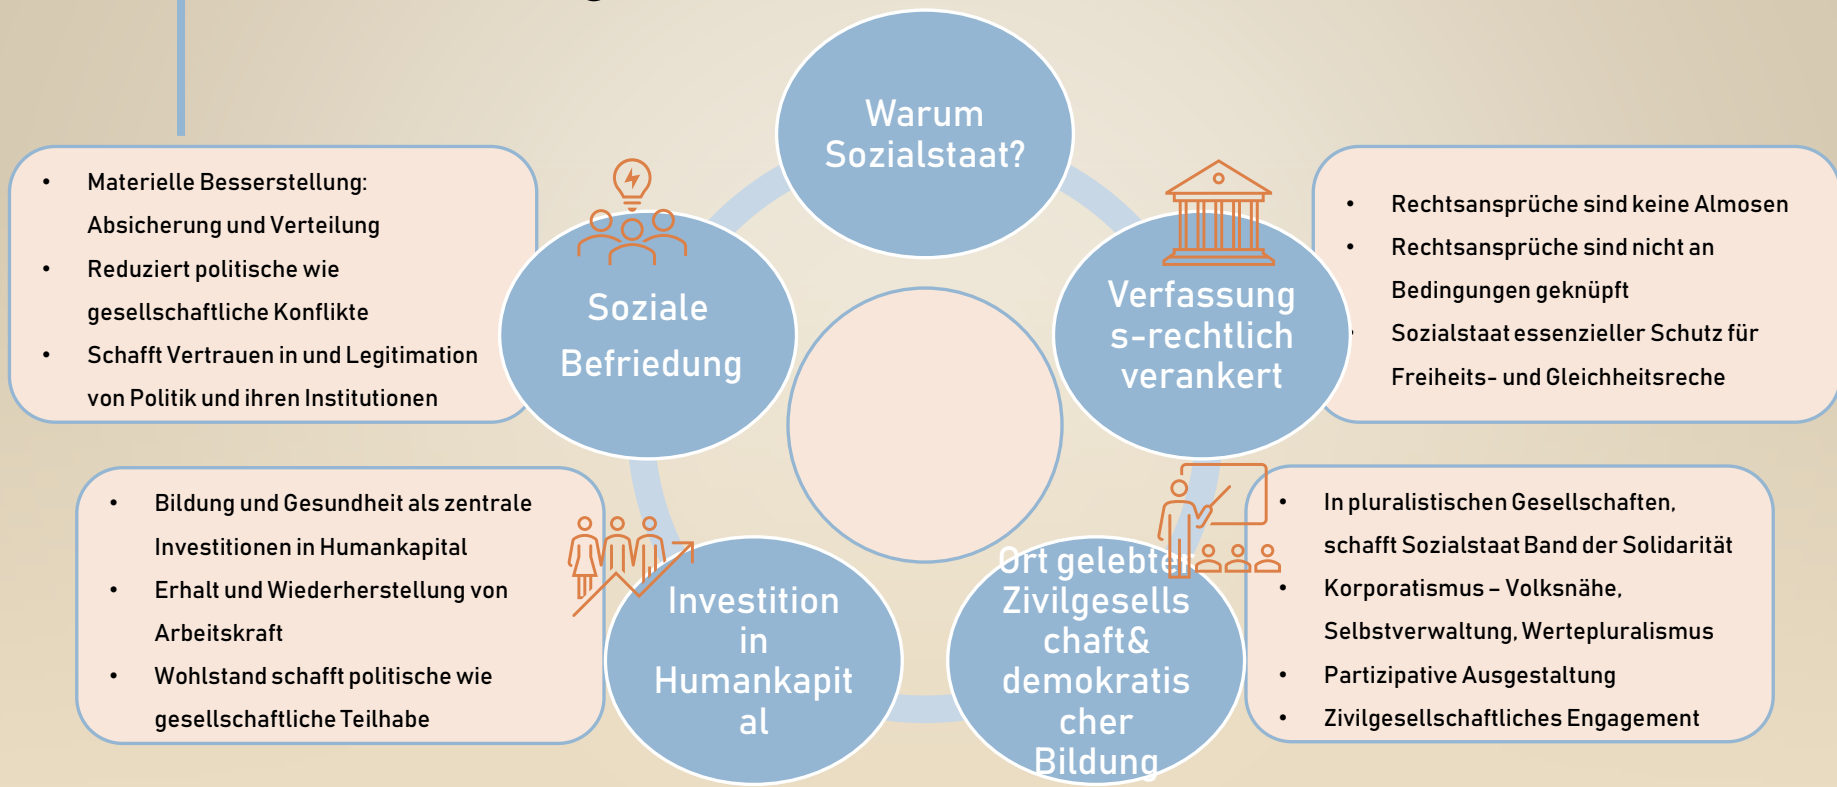 Warum
Sozialstaat?
• Materielle Besserstellung:
Absicherung und Verteilung
• Reduziert politische wie
gesellschaftliche Konflikte
• Schafft Vertrauen in und Legitimation
von Politik und ihren Institutionen
Soziale
Befriedung
Verfassung
s-rechtlich
verankert
• Rechtsansprüche sind keine Almosen
• Rechtsansprüche sind nicht an
Bedingungen geknüpft
• Sozialstaat essenzieller Schutz für
Freiheits- und Gleichheitsreche
• Bildung und Gesundheit als zentrale
Investitionen in Humankapital
• Erhalt und Wiederherstellung von
Arbeitskraft
• Wohlstand schafft politische wie
gesellschaftliche Teilhabe
Investition
in
Humankapit
al
Ort gelebter
Zivilgesells
chaft&
demokratis
cher
Bildung
• In pluralistischen Gesellschaften,
schafft Sozialstaat Band der Solidarität
• Korporatismus – Volksnähe,
Selbstverwaltung, Wertepluralismus
• Partizipative Ausgestaltung
• Zivilgesellschaftliches Engagement